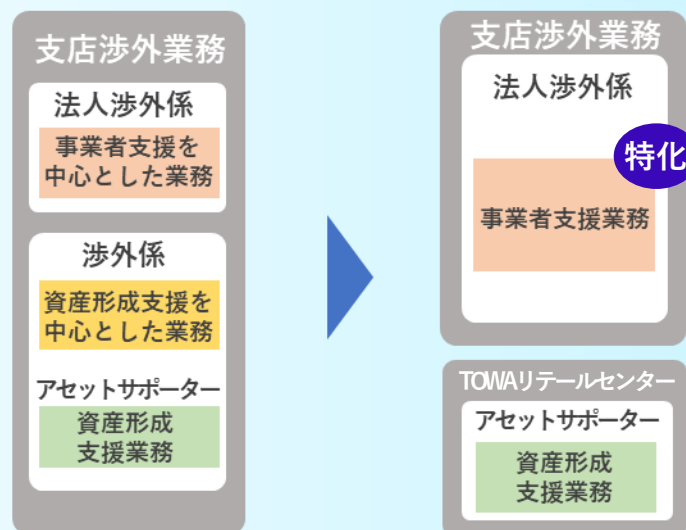 支店渉外業務
法人渉外係
事業者支援を
中心とした業務
渉外係
資産形成支援を
中心とした業務
アセットサポーター
資産形成
支援業務
支店渉外業務
法人渉外係
特化
事業者支援業務
TOWAリテールセンター
アセットサポーター
資産形成
支援業務